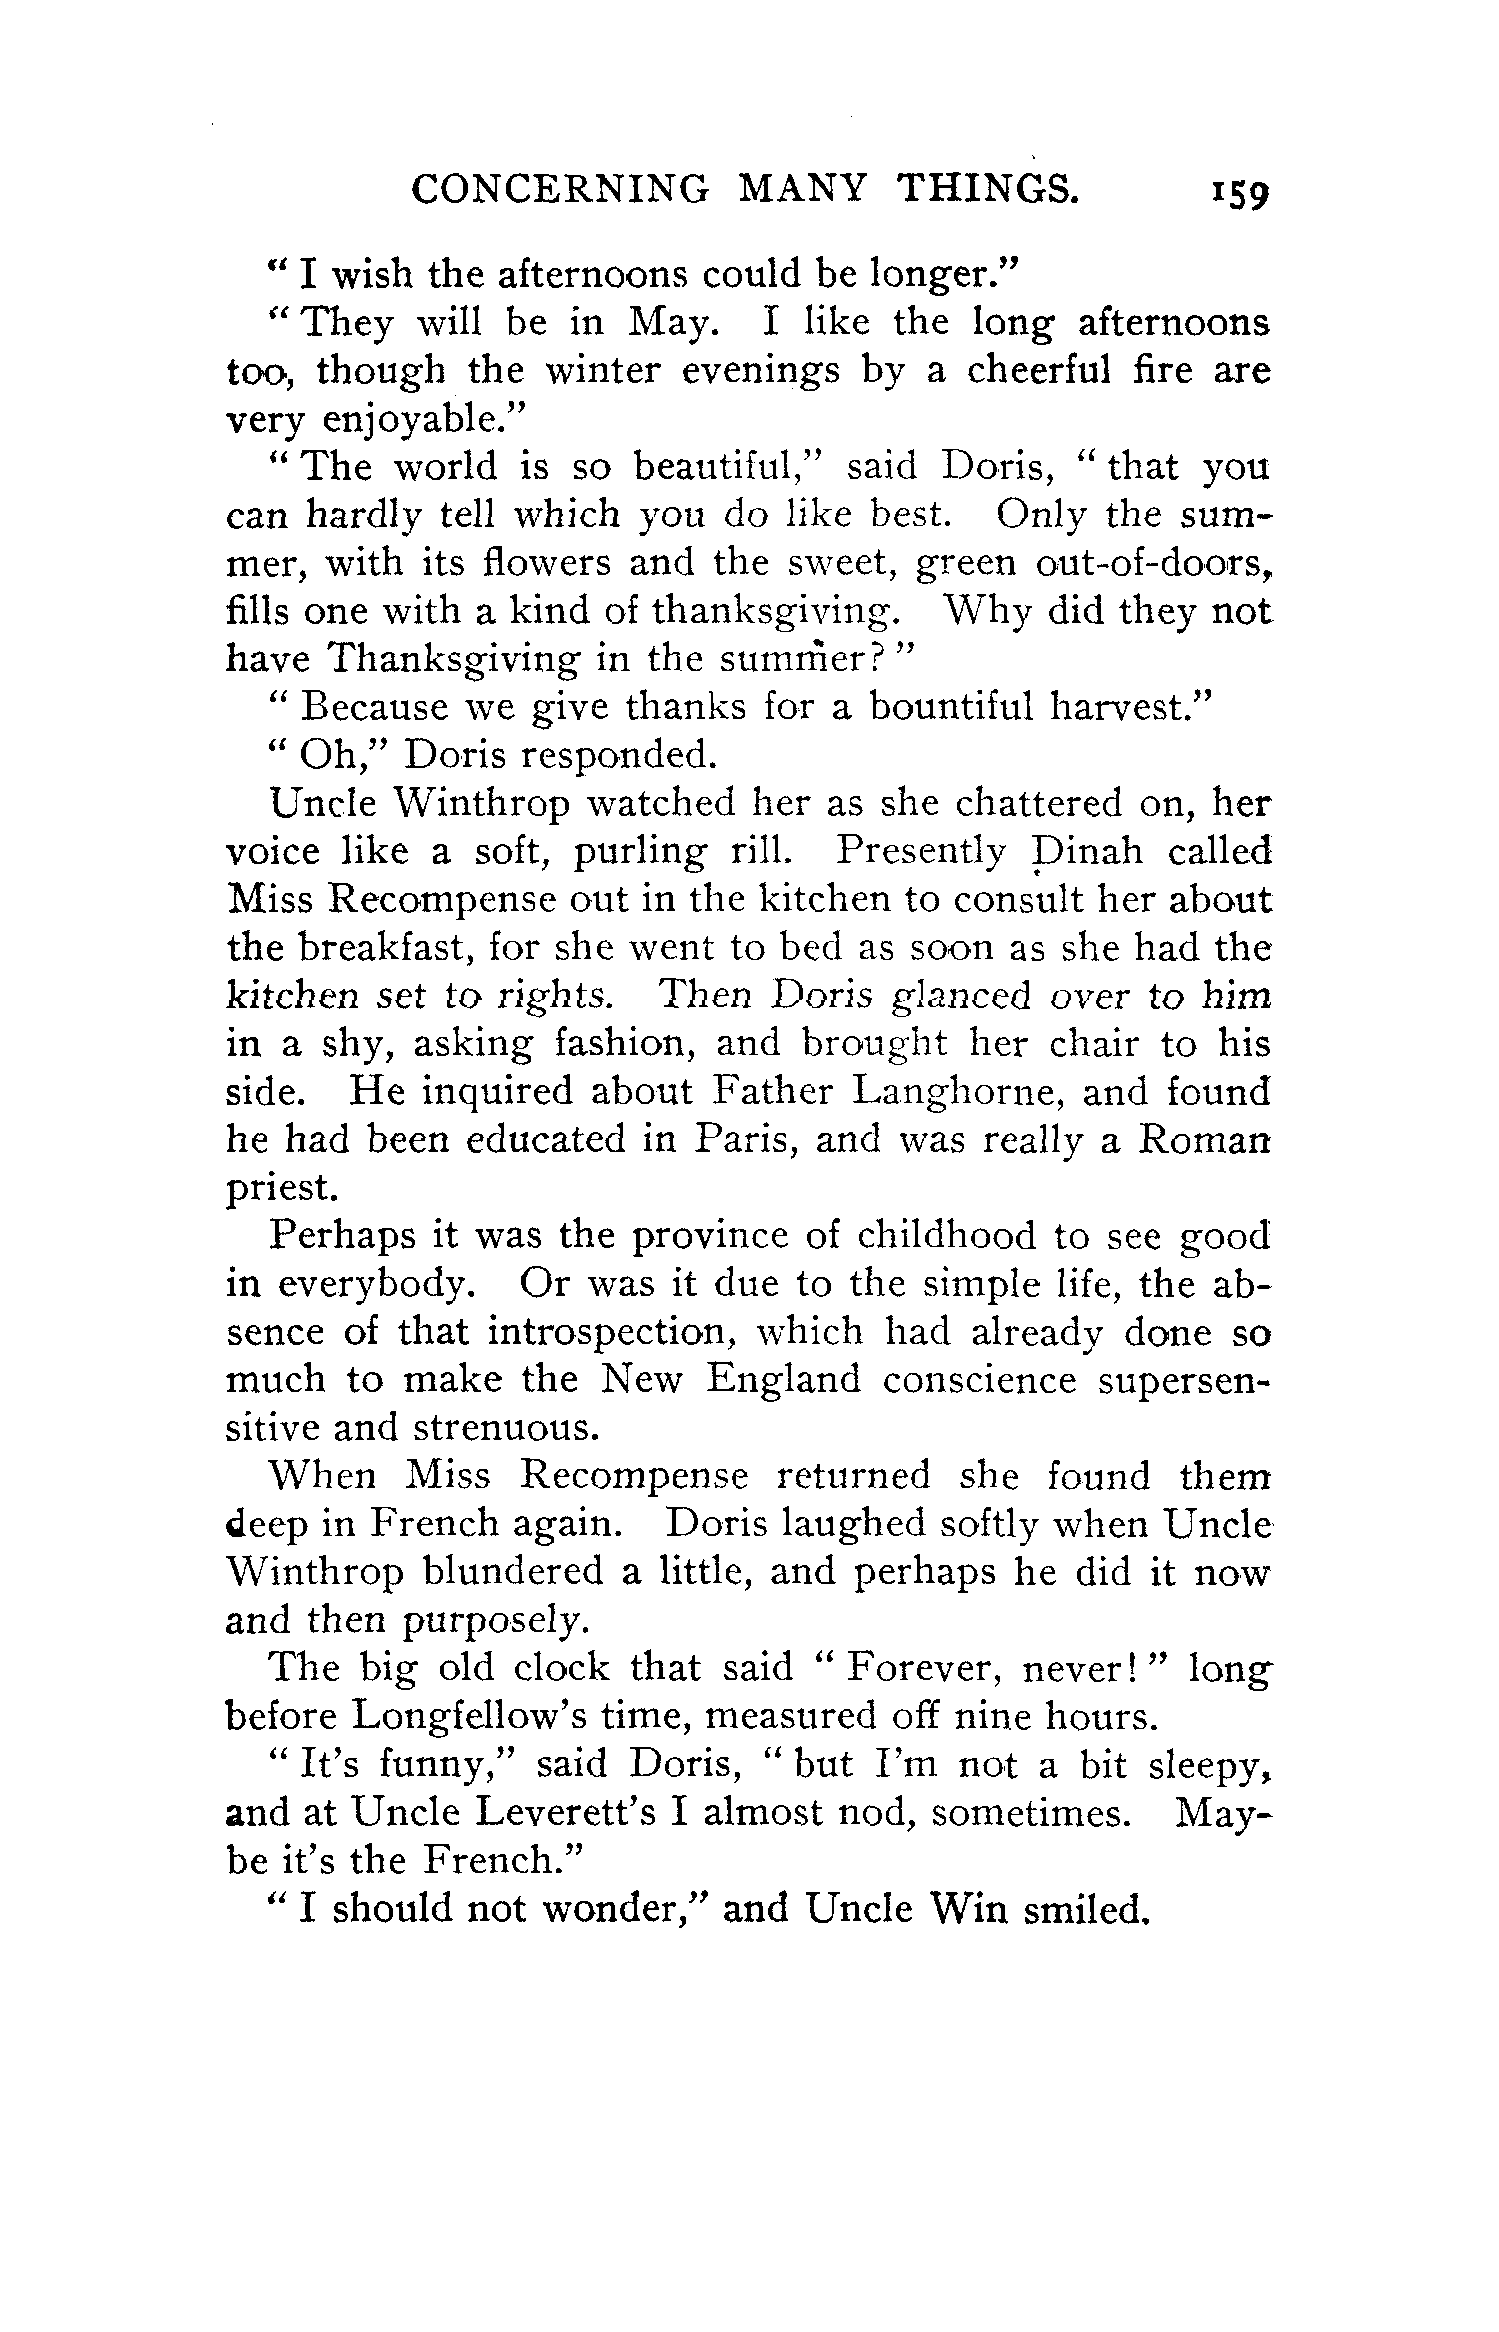 CONCERNING MANY THINGS. 159
" I wish the afternoons could be longer."
" They will be in May. I like the long afternoons
too, though the winter evenings by a cheerful fire are
very enjoyable."
" The world is so beautiful," said Doris, " that you
can hardly tell which you do like best. Only the sum-
mer, with its flowers and the sweet, green out-of-doors,
fills one with a kind of thanksgiving. Why did they not
have Thanksgiving in the summer? "
" Because we give thanks for a bountiful harvest."
" Oh," Doris responded.
Uncle Winthrop watched her as she chattered on, her
voice like a soft, purling rill. Presently Dinah called
Miss Recompense out in the kitchen to consult her about
the breakfast, for she went to bed as soon as she had the
kitchen set to rights. Then Doris glanced over to him
in a shy, asking fashion, and brought her chair to his
side. He inquired about Father Langhorne, and found
he had been educated in Paris, and was really a Roman
priest.
Perhaps it was the province of childhood to see good
in everybody. Or was it due to the simple life, the ab-
sence of that introspection, which had already done so
much to make the New England conscience supersen-
sitive and strenuous.
When Miss Recompense returned she found them
deep in French again. Doris laughed softly when Uncle
Winthrop blundered a little, and perhaps he did it now
and then purposely.
The big old clock that said " Forever, never! " long
before Longfellow's time, measured off nine hours.
" It's funny," said Doris, " but I'm not a bit sleepy,
and at Uncle Leverett's I almost nod, sometimes. May-
be it's the French."
" I should not wonder," and Uncle Win smiled.